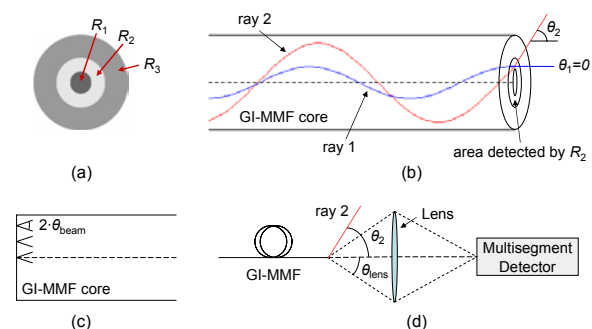 R1
R2
R3
(a)
ray 2
θ2
θ1=0
GI-MMF core
ray 1
area detected by R2
(b)
2·θbeam
GI-MMF core
(c)
ray 2
Lens
θ2
θlens
GI-MMF
Multisegment
Detector
(d)